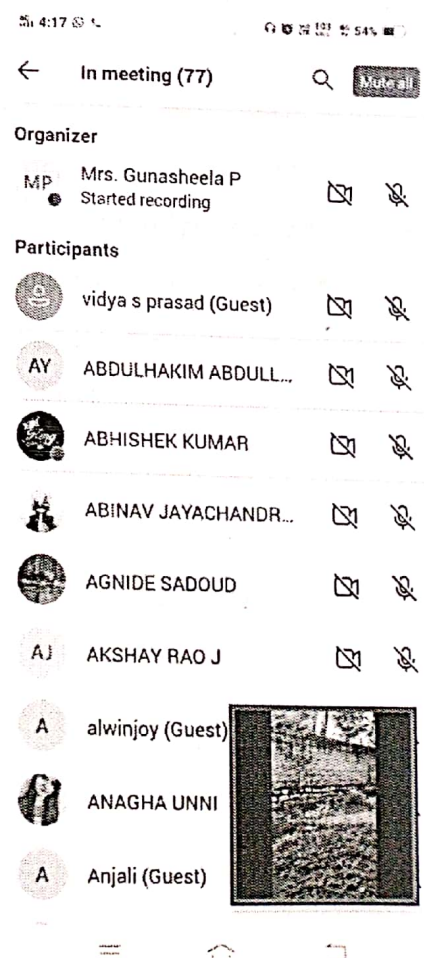 4:17
54%
In meeting (77)
Mute all
Organizer
MP
Mrs. Gunasheela P
Started recording
Participants
vidya s prasad (Guest)
AY
ABDULHAKIM ABDULL...
ABHISHEK KUMAR
ABINAV JAYACHANDR...
AGNIDE SADOUD
AJ
AKSHAY RAO J
A
alwinjoy (Guest)
ANAGHA UNNI
A
Anjali (Guest)